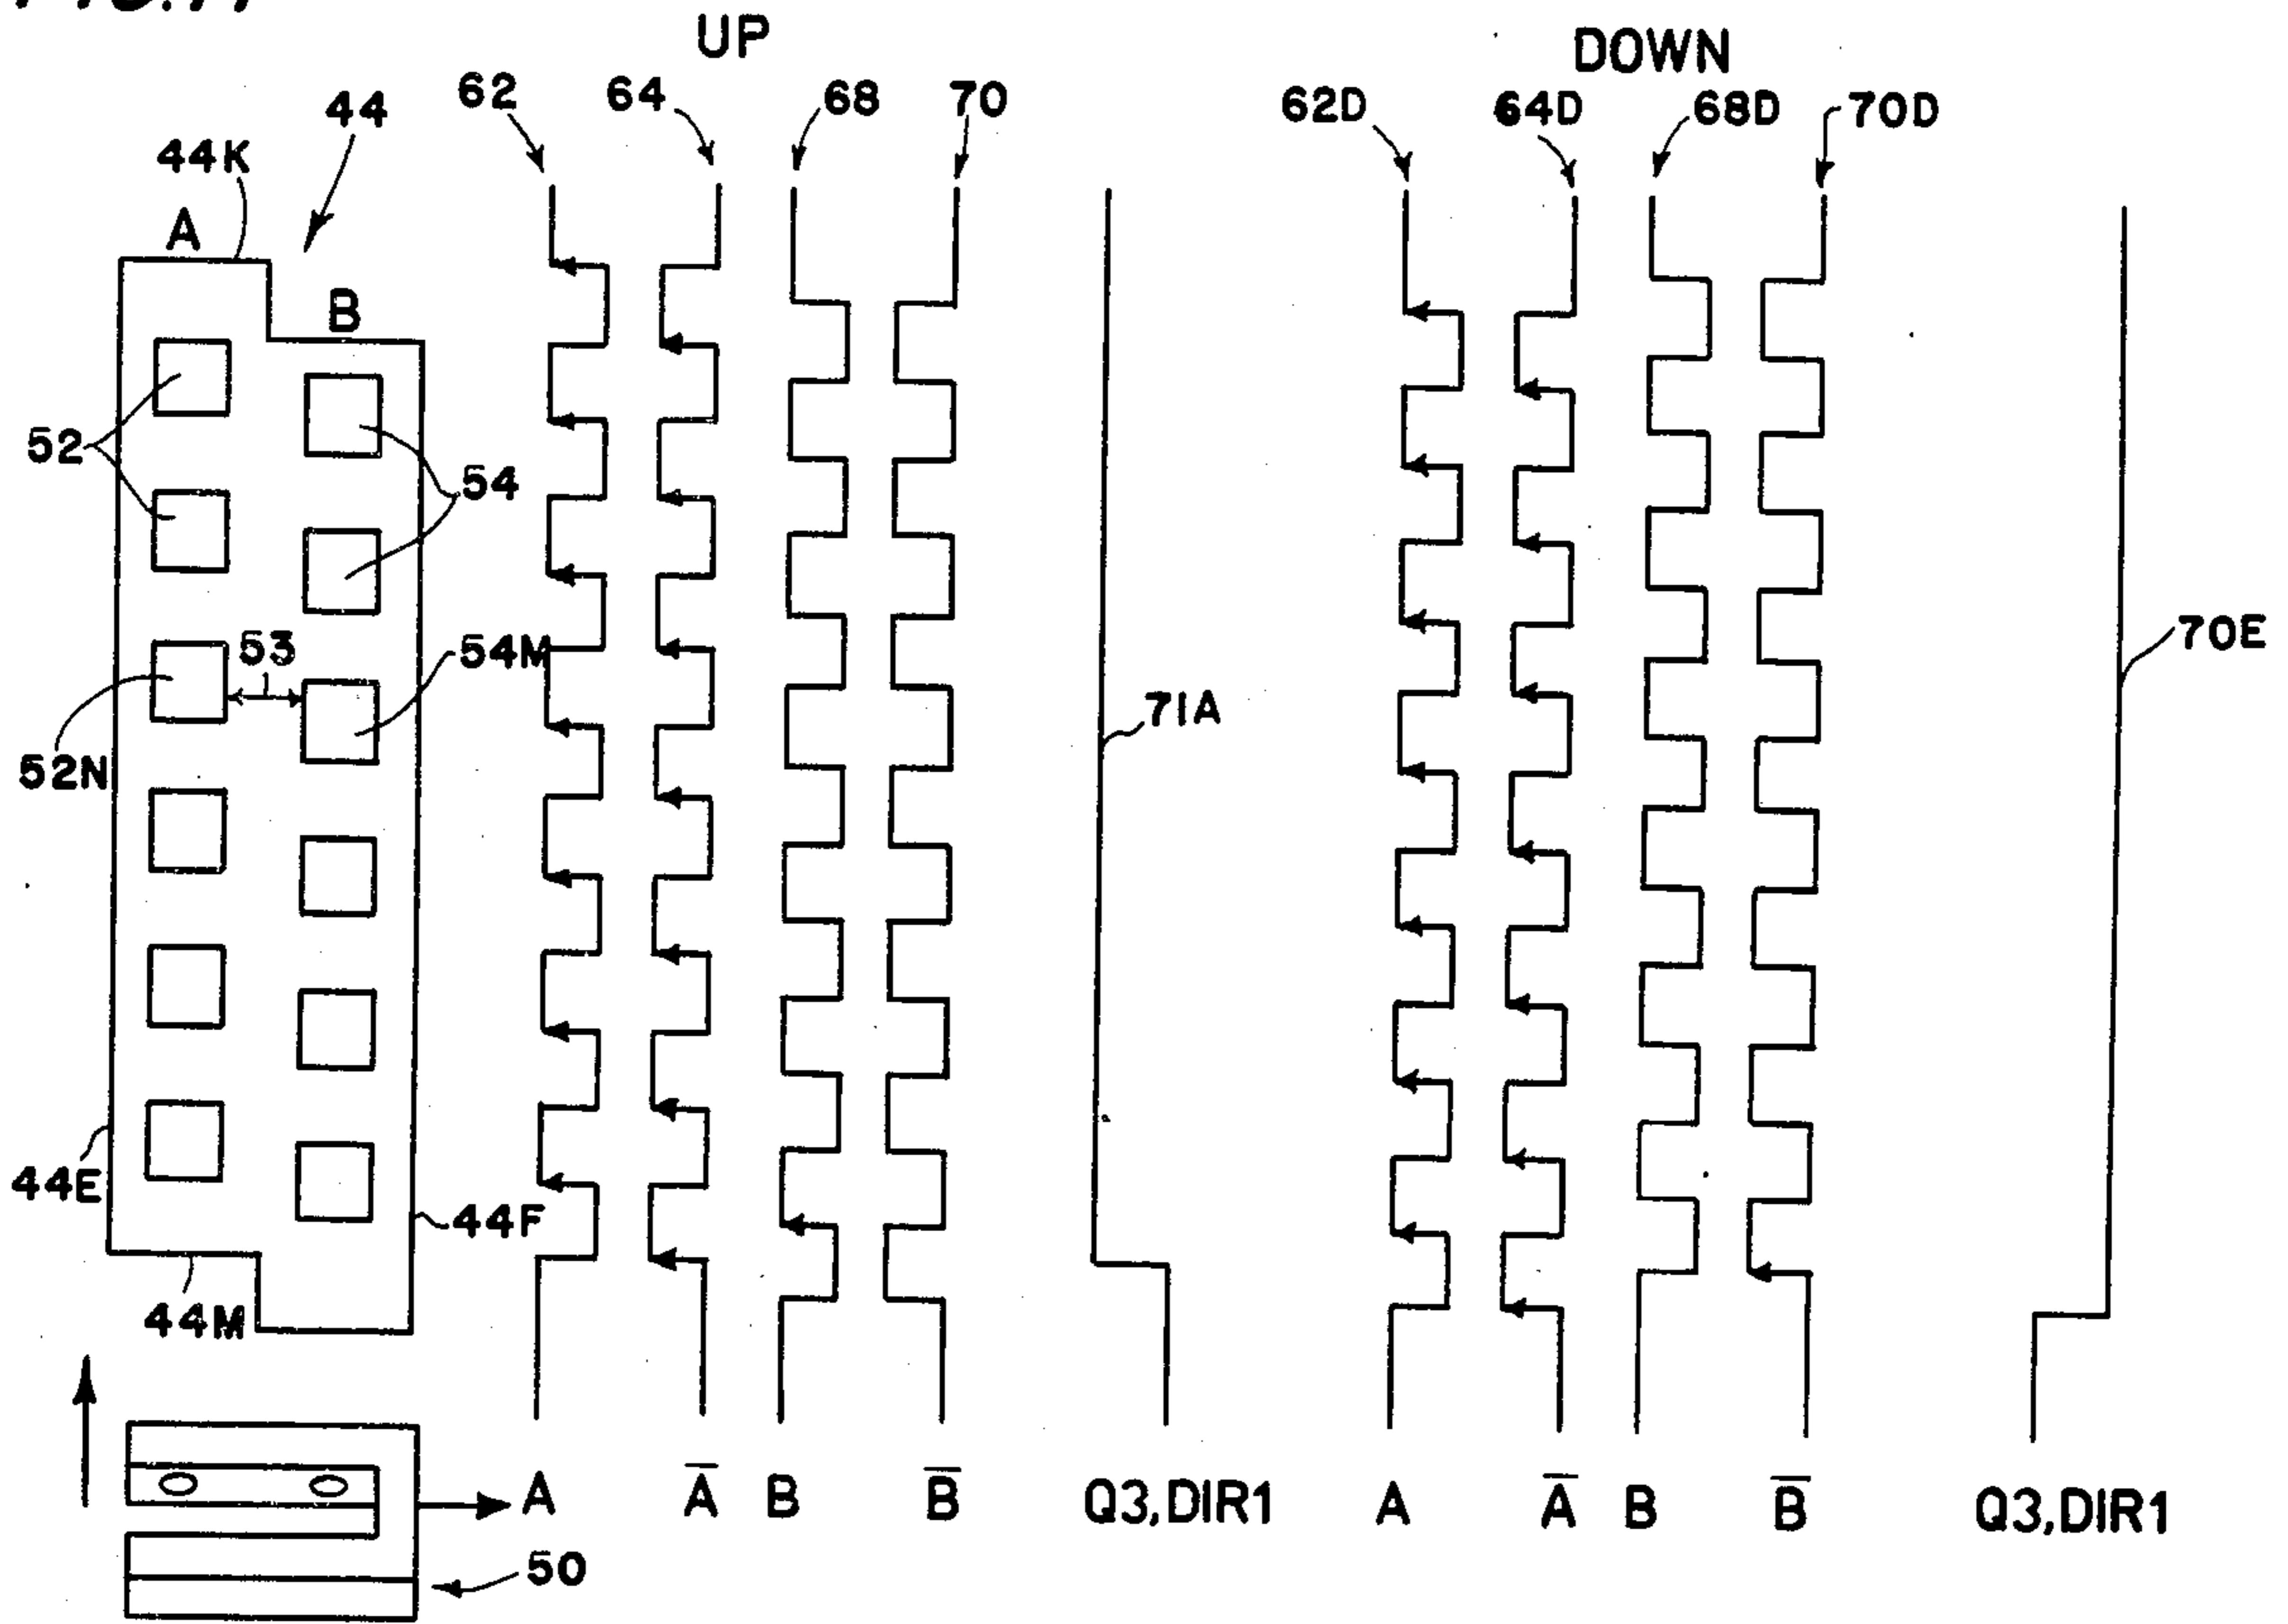 UP
DOWN
62
64
68
70
62D
64D
68D
70D
44
44K
A
B
52
54
53
54M
52N
71A
70E
44E
44F
44M
A
A̅
B
B̅
Q3,DIR1
A
A̅
B
B̅
Q3,DIR1
50